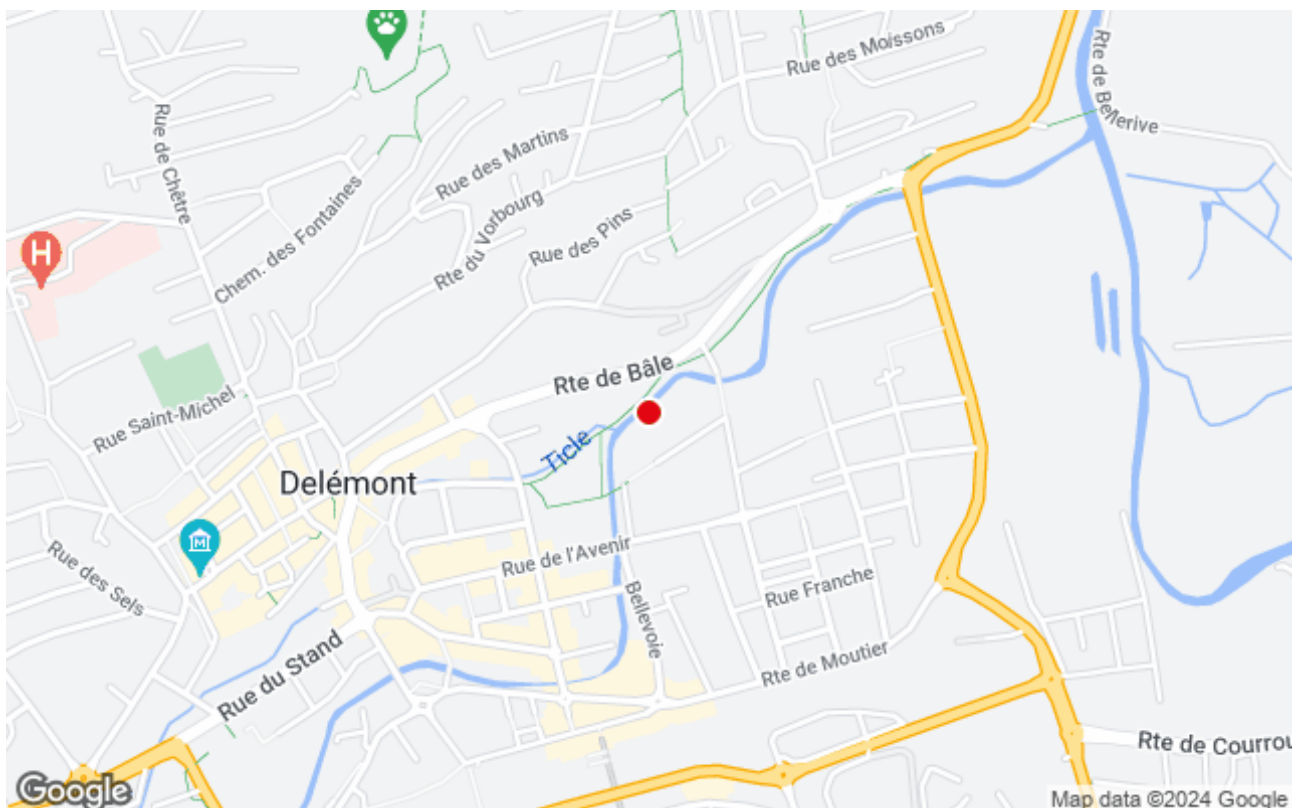 Rue des Moissons
Rte de Bellerive
Rue de Chêtre
Rue des Martins
Chem. des Fontaines
Rte du Vorbourg
Rue des Pins
H
Rte de Bâle
Rue Saint-Michel
Ticle
Delémont
M
Rue de l'Avenir
Rue des Sels
Rue Franche
Bellevoie
Rue du Stand
Rte de Moutier
Rte de Courrou
Google
Map data ©2024 Google